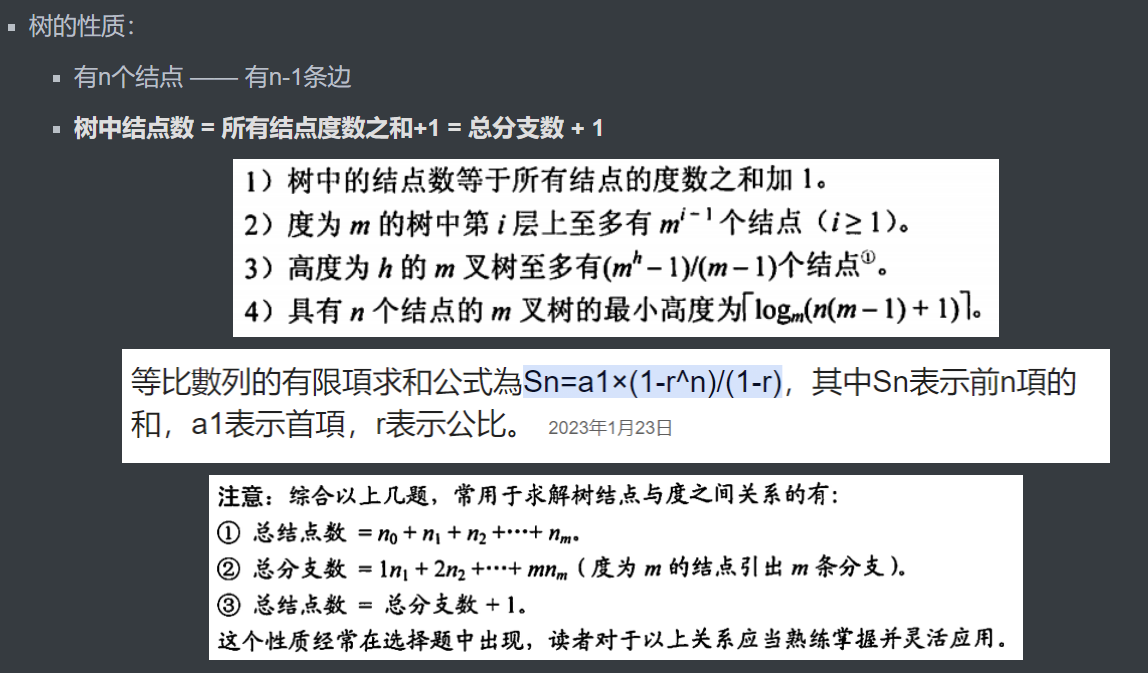 树的性质：
有n个结点 —— 有n-1条边
树中结点数 = 所有结点度数之和+1 = 总分支数 + 1
1）树中的结点数等于所有结点的度数之和加 1。
2）度为 m 的树中第 i 层上至多有 m^{i-1} 个结点（i≥1）。
3）高度为 h 的 m 叉树至多有(m^h-1)/(m-1)个结点①。
4）具有 n 个结点的 m 叉树的最小高度为⌈log_m(n(m-1)+1)⌉。
等比數列的有限項求和公式為Sn=a1×(1-r^n)/(1-r)，其中Sn表示前n項的
和，a1表示首項，r表示公比。 2023年1月23日
注意：综合以上几题，常用于求解树结点与度之间关系的有：
① 总结点数 = n₀ + n₁ + n₂ +⋯+ n_m。
② 总分支数 = 1n₁ + 2n₂ +⋯+ mn_m（度为 m 的结点引出 m 条分支）。
③ 总结点数 = 总分支数 + 1。
这个性质经常在选择题中出现，读者对于以上关系应当熟练掌握并灵活应用。